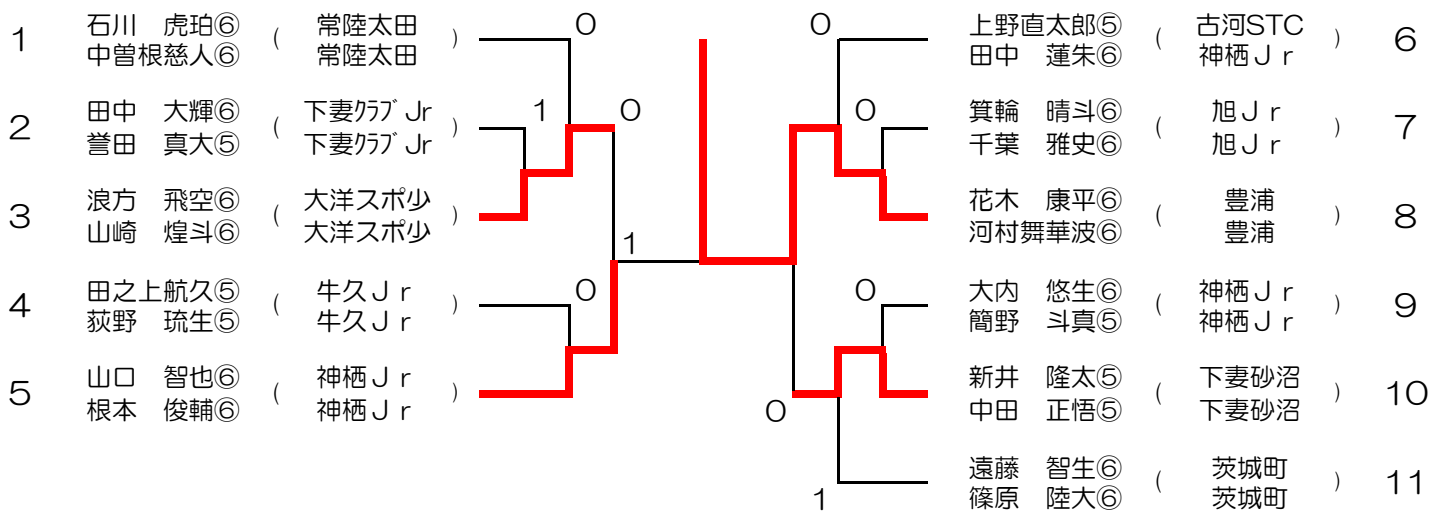 1 石川　虎珀⑥ ( 常陸太田 )
中曽根慈人⑥ 常陸太田
0
2 田中　大輝⑥ ( 下妻ｸﾗﾌﾞJr )
誉田　真大⑤ 下妻ｸﾗﾌﾞJr
1 0
3 浪方　飛空⑥ ( 大洋スポ少 )
山崎　煌斗⑥ 大洋スポ少
1
4 田之上航久⑤ ( 牛久Ｊｒ )
荻野　琉生⑤ 牛久Ｊｒ
0
5 山口　智也⑥ ( 神栖Ｊｒ )
根本　俊輔⑥ 神栖Ｊｒ
0
上野直太郎⑤ ( 古河STC ) 6
田中　蓮朱⑥ 神栖Ｊｒ
0
箕輪　晴斗⑥ ( 旭Ｊｒ ) 7
千葉　雅史⑥ 旭Ｊｒ
花木　康平⑥ ( 豊浦 ) 8
河村舞華波⑥ 豊浦
0
大内　悠生⑥ ( 神栖Ｊｒ ) 9
簡野　斗真⑤ 神栖Ｊｒ
新井　隆太⑤ ( 下妻砂沼 ) 10
中田　正悟⑤ 下妻砂沼
0
遠藤　智生⑥ ( 茨城町 ) 11
篠原　陸大⑥ 茨城町
1